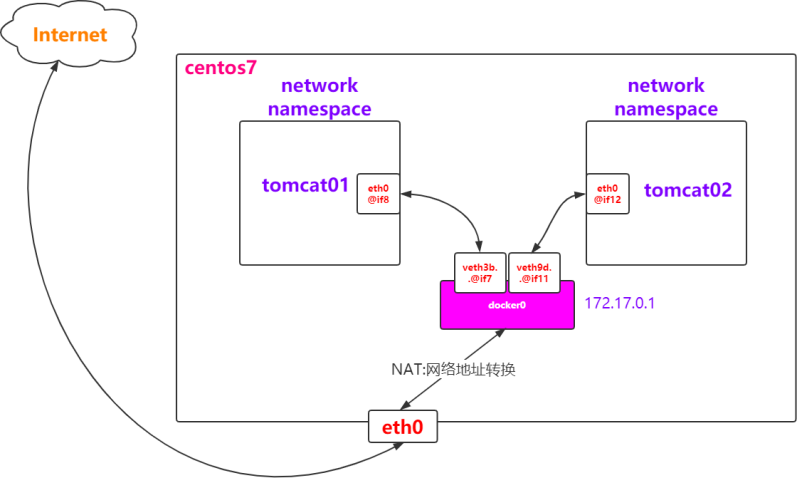 Internet
centos7
network
namespace
network
namespace
tomcat01
eth0
@if8
eth0
@if12
tomcat02
veth3b.
.@if7
veth9d.
.@if11
docker0
172.17.0.1
NAT:网络地址转换
eth0